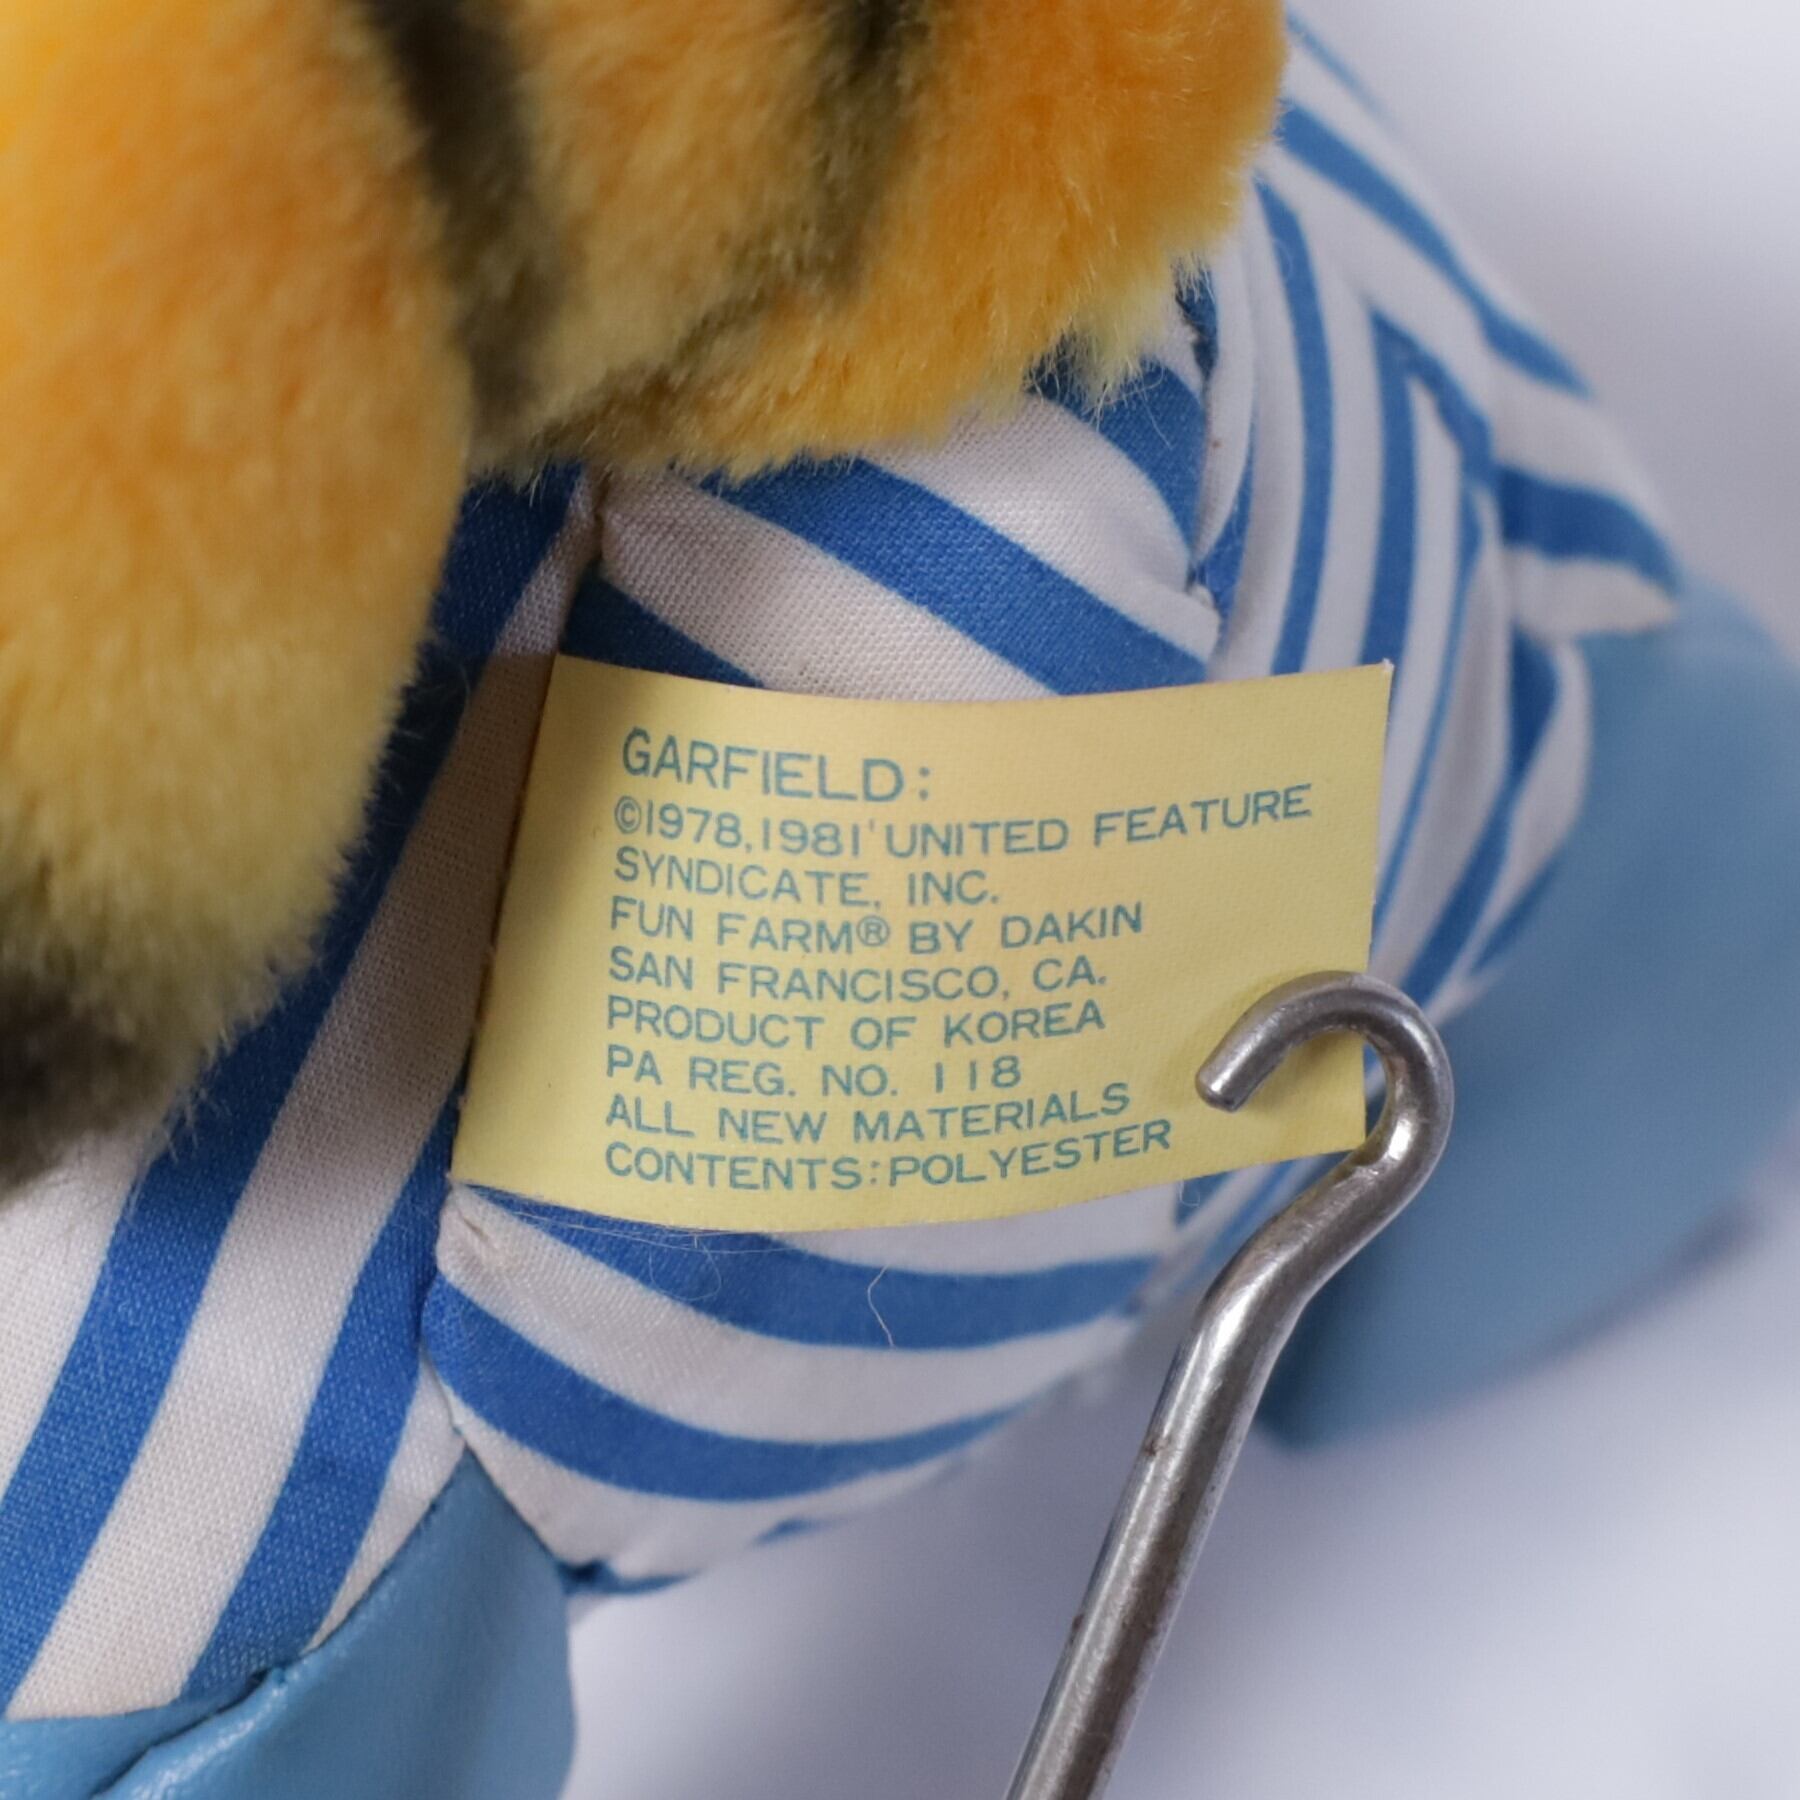 GARFIELD:
©1978,1981 UNITED FEATURE
SYNDICATE, INC.
FUN FARM® BY DAKIN
SAN FRANCISCO, CA.
PRODUCT OF KOREA
PA REG. NO. 118
ALL NEW MATERIALS
CONTENTS:POLYESTER